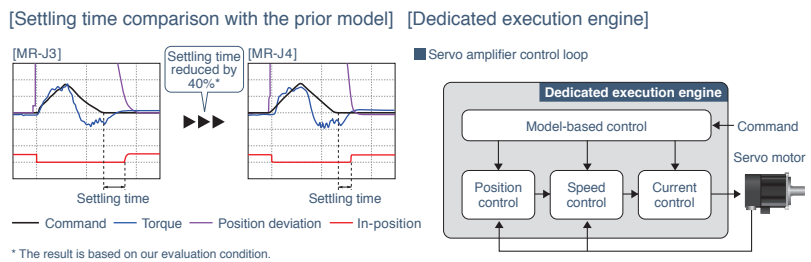 [Settling time comparison with the prior model]
[MR-J3]
Settling time
reduced by
40%*
[MR-J4]
Settling time
Settling time
Command
Torque
Position deviation
In-position
* The result is based on our evaluation condition.
[Dedicated execution engine]
Servo amplifier control loop
Dedicated execution engine
Model-based control
Command
Servo motor
Position
control
Speed
control
Current
control